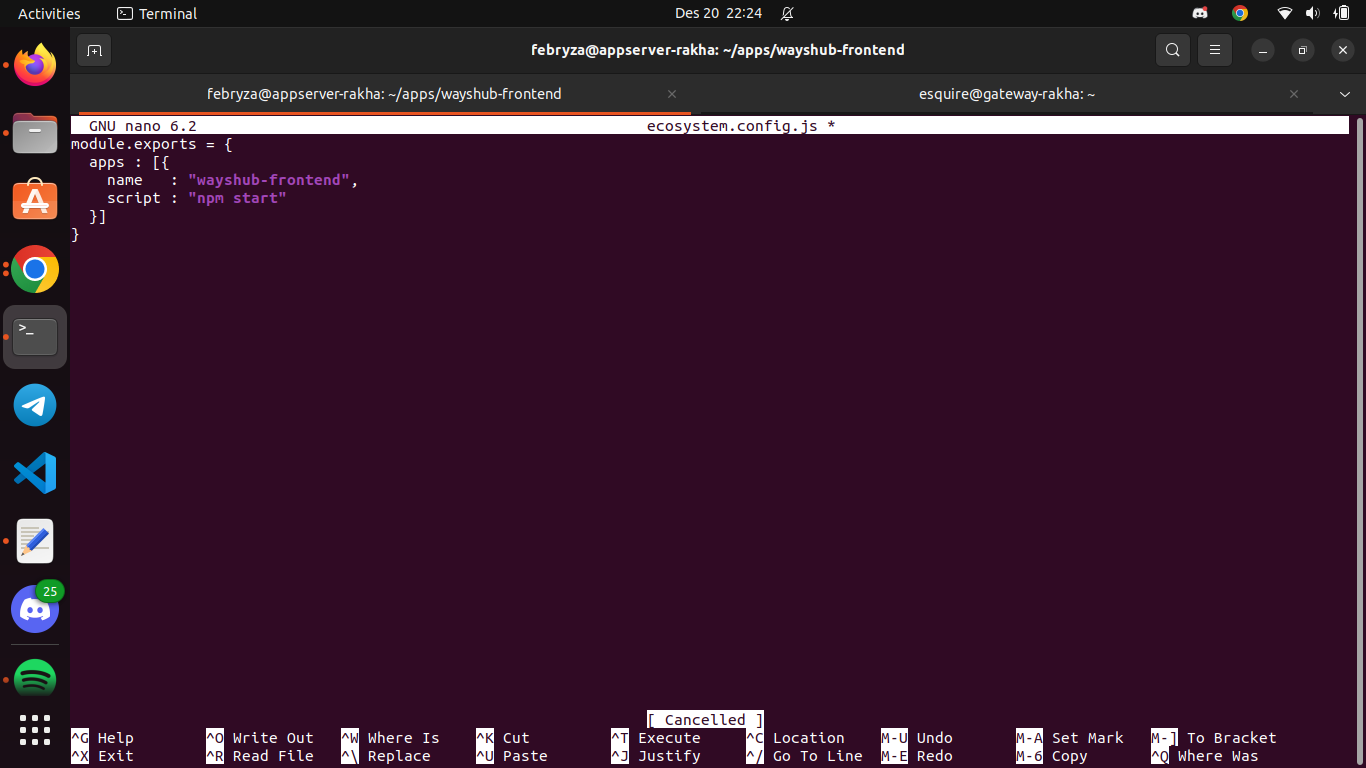 Activities Terminal Des 20 22:24
febryza@appserver-rakha: ~/apps/wayshub-frontend
febryza@appserver-rakha: ~/apps/wayshub-frontend × esquire@gateway-rakha: ~ ×
GNU nano 6.2 ecosystem.config.js *
module.exports = {
  apps : [{
    name   : "wayshub-frontend",
    script : "npm start"
  }]
}
25
[ Cancelled ]
^G Help ^O Write Out ^W Where Is ^K Cut ^T Execute ^C Location M-U Undo M-A Set Mark M-] To Bracket
^X Exit ^R Read File ^\ Replace ^U Paste ^J Justify ^/ Go To Line M-E Redo M-6 Copy ^Q Where Was